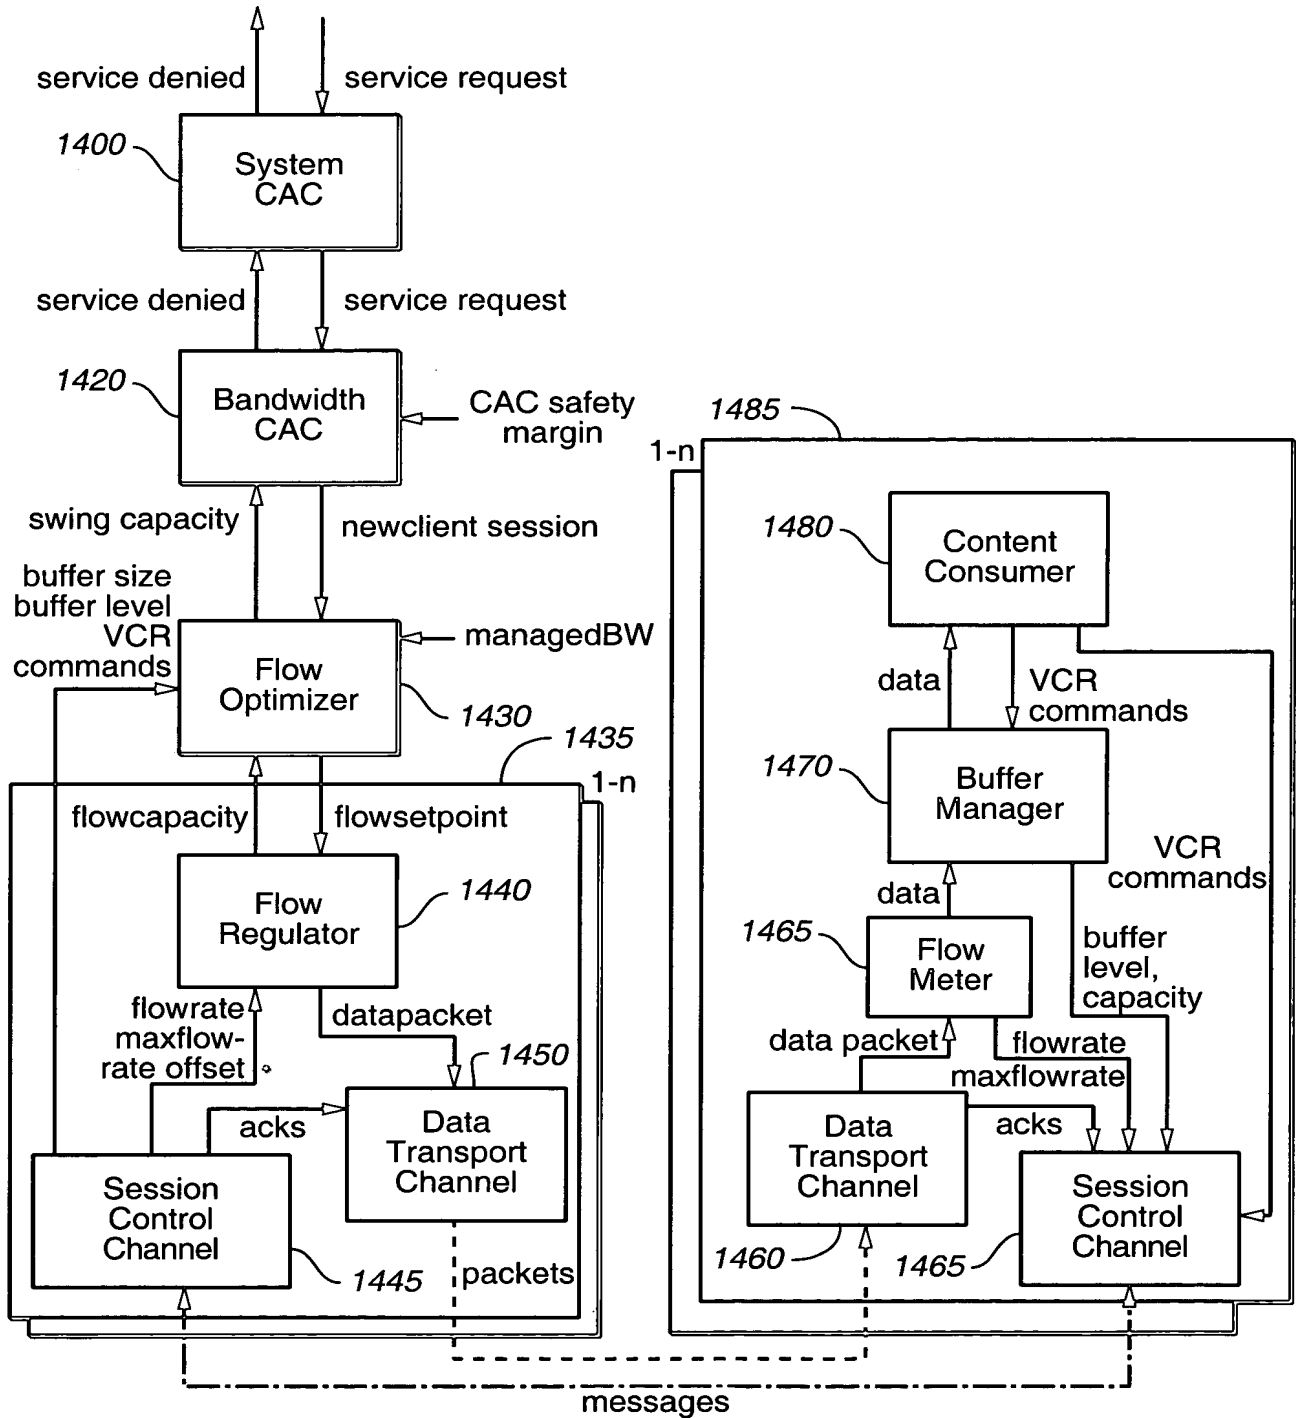 service denied
service request
1400
System
CAC
service denied
service request
1420
Bandwidth
CAC
CAC safety
margin
swing capacity
newclient session
buffer size
buffer level
VCR
commands
managedBW
Flow
Optimizer
1430
1435
1-n
flowcapacity
flowsetpoint
1440
Flow
Regulator
flowrate
maxflow-
rate offset
datapacket
1450
acks
Data
Transport
Channel
Session
Control
Channel
1445
packets
1485
1-n
1480
Content
Consumer
data
VCR
commands
1470
Buffer
Manager
VCR
commands
data
1465
Flow
Meter
buffer
level,
capacity
data packet
flowrate
maxflowrate
acks
Data
Transport
Channel
Session
Control
Channel
1460
1465
messages